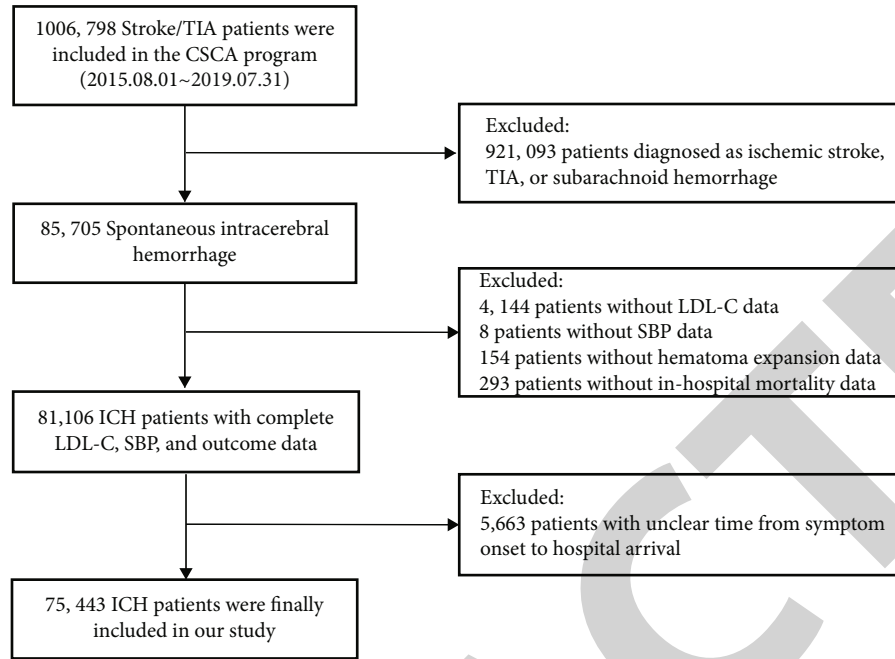 1006, 798 Stroke/TIA patients were
included in the CSCA program
(2015.08.01~2019.07.31)
Excluded:
921, 093 patients diagnosed as ischemic stroke,
TIA, or subarachnoid hemorrhage
85, 705 Spontaneous intracerebral
hemorrhage
Excluded:
4, 144 patients without LDL-C data
8 patients without SBP data
154 patients without hematoma expansion data
293 patients without in-hospital mortality data
81,106 ICH patients with complete
LDL-C, SBP, and outcome data
Excluded:
5,663 patients with unclear time from symptom
onset to hospital arrival
75, 443 ICH patients were finally
included in our study